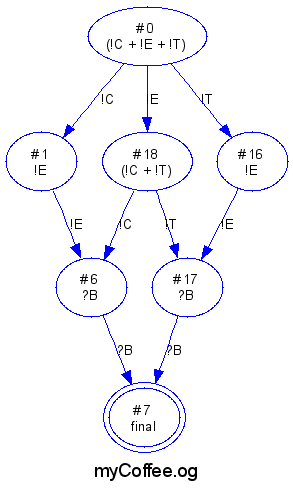 #0
(!C + !E + !T)
!C
E
!T
#1
!E
#18
(!C + !T)
#16
!E
!E
!C
!T
!E
#6
?B
#17
?B
?B
?B
#7
final
myCoffee.og